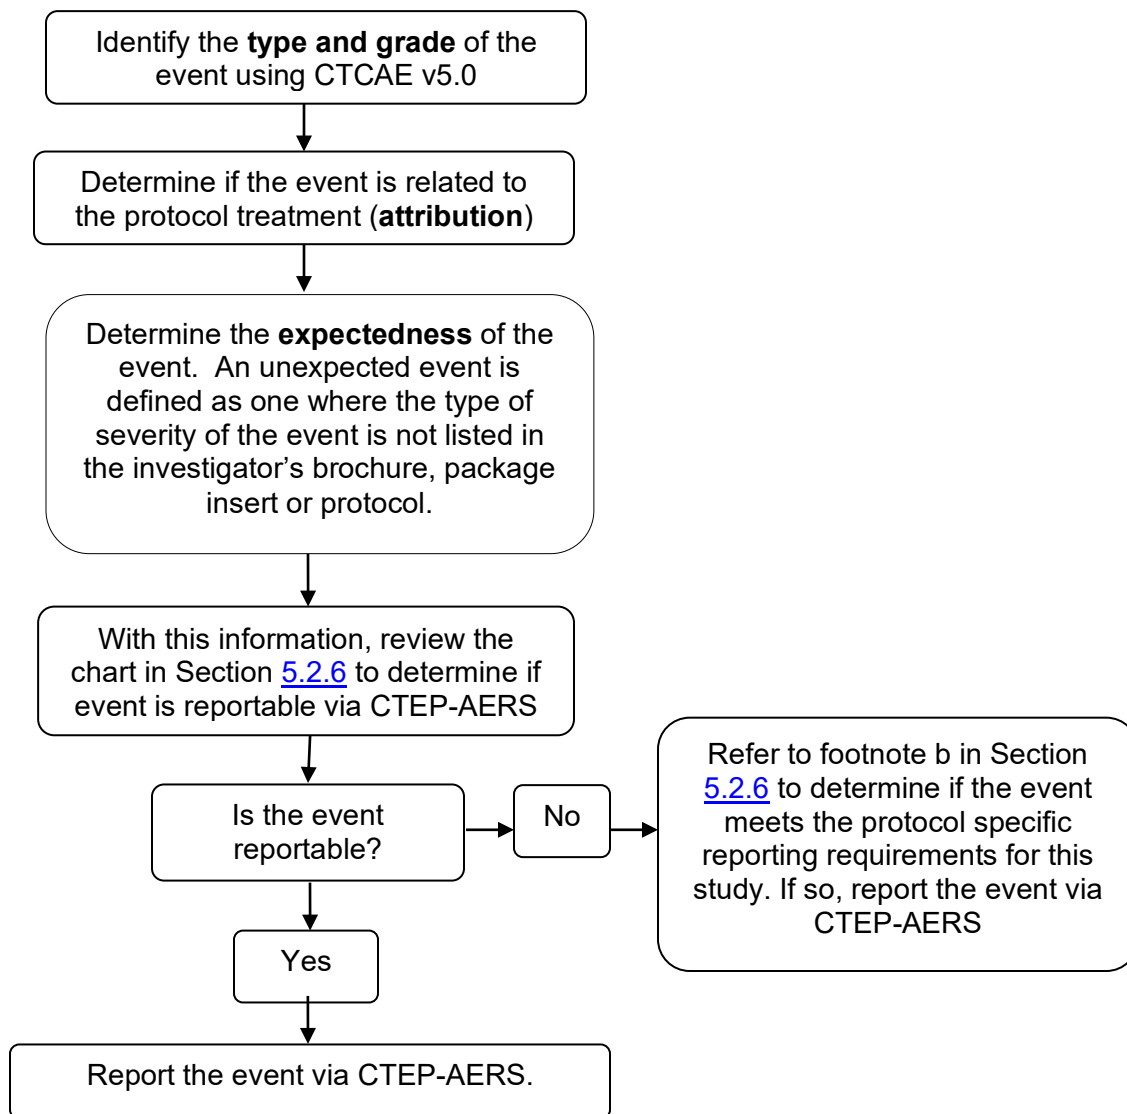 Identify the type and grade of the
event using CTCAE v5.0
Determine if the event is related to
the protocol treatment (attribution)
Determine the expectedness of the
event.  An unexpected event is
defined as one where the type of
severity of the event is not listed in
the investigator’s brochure, package
insert or protocol.
With this information, review the
chart in Section 5.2.6 to determine if
event is reportable via CTEP-AERS
Is the event
reportable?
No
Refer to footnote b in Section
5.2.6 to determine if the event
meets the protocol specific
reporting requirements for this
study. If so, report the event via
CTEP-AERS
Yes
Report the event via CTEP-AERS.